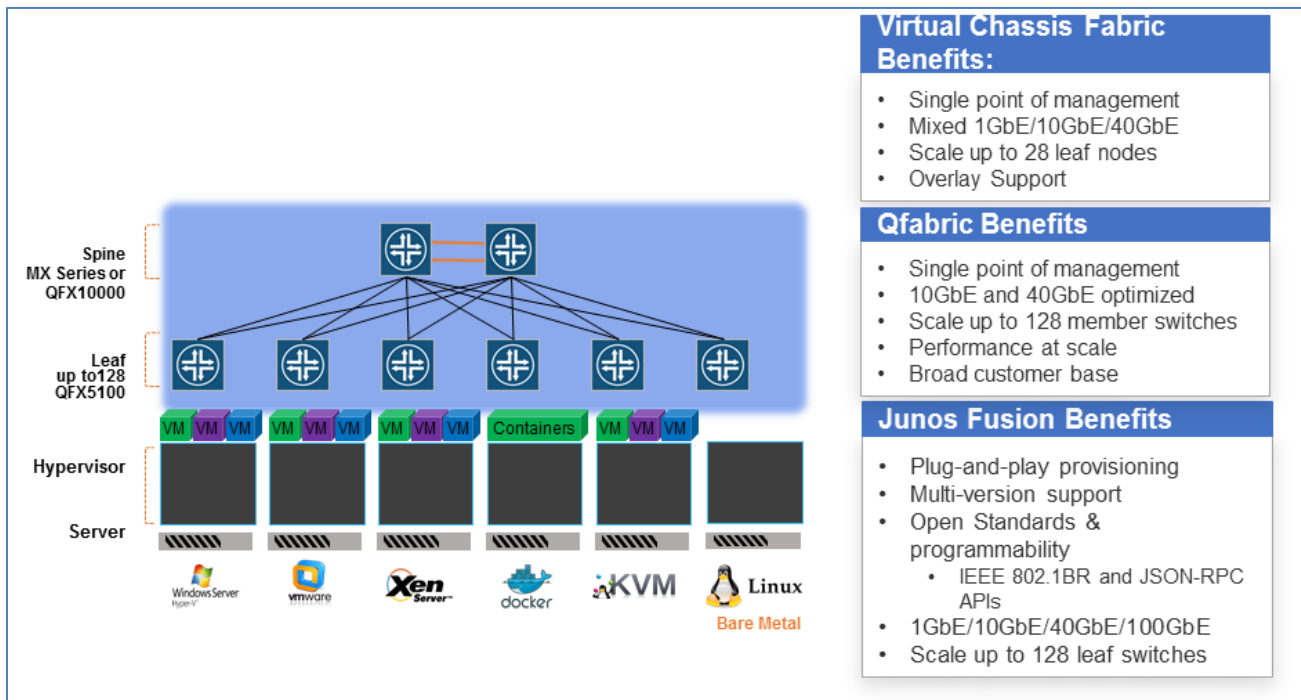 Virtual Chassis Fabric
Benefits:
• Single point of management
• Mixed 1GbE/10GbE/40GbE
• Scale up to 28 leaf nodes
• Overlay Support
Qfabric Benefits
• Single point of management
• 10GbE and 40GbE optimized
• Scale up to 128 member switches
• Performance at scale
• Broad customer base
Junos Fusion Benefits
• Plug-and-play provisioning
• Multi-version support
• Open Standards &
programmability
• IEEE 802.1BR and JSON-RPC
APIs
• 1GbE/10GbE/40GbE/100GbE
• Scale up to 128 leaf switches
Spine
MX Series or
QFX10000
Leaf
up to128
QFX5100
VM VM VM
VM VM VM
VM VM VM
Containers
VM VM VM
Hypervisor
Server
Windows Server
Hyper-V
vmware
Xen
Server™
docker
KVM
Linux
Bare Metal